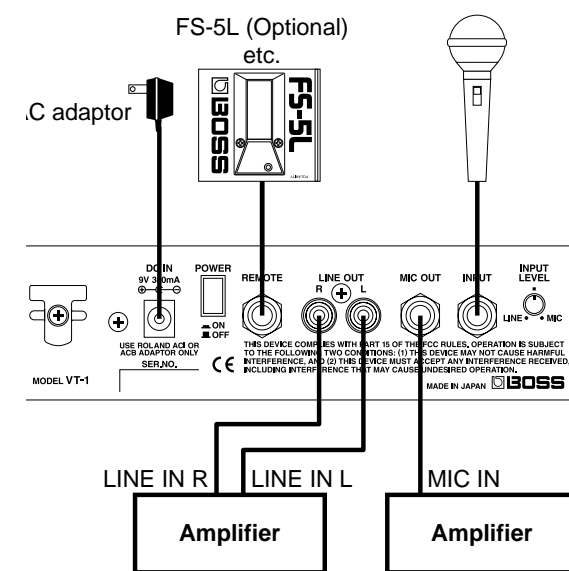 FS-5L (Optional)
etc.
C adaptor
BOSS
FS-5L
POLARITY
DC IN
9V 300mA
POWER
REMOTE
LINE OUT
R
L
MIC OUT
INPUT
INPUT
LEVEL
LINE
MIC
ON
OFF
USE ROLAND ACI OR
ACB ADAPTOR ONLY
SER.NO.
THIS DEVICE COMPLIES WITH PART 15 OF THE FCC RULES. OPERATION IS SUBJECT
TO THE FOLLOWING TWO CONDITIONS: (1) THIS DEVICE MAY NOT CAUSE HARMFUL
INTERFERENCE, AND (2) THIS DEVICE MUST ACCEPT ANY INTERFERENCE RECEIVED,
INCLUDING INTERFERENCE THAT MAY CAUSE UNDESIRED OPERATION.
CE
MODEL VT-1
MADE IN JAPAN BOSS
LINE IN R
LINE IN L
MIC IN
Amplifier
Amplifier